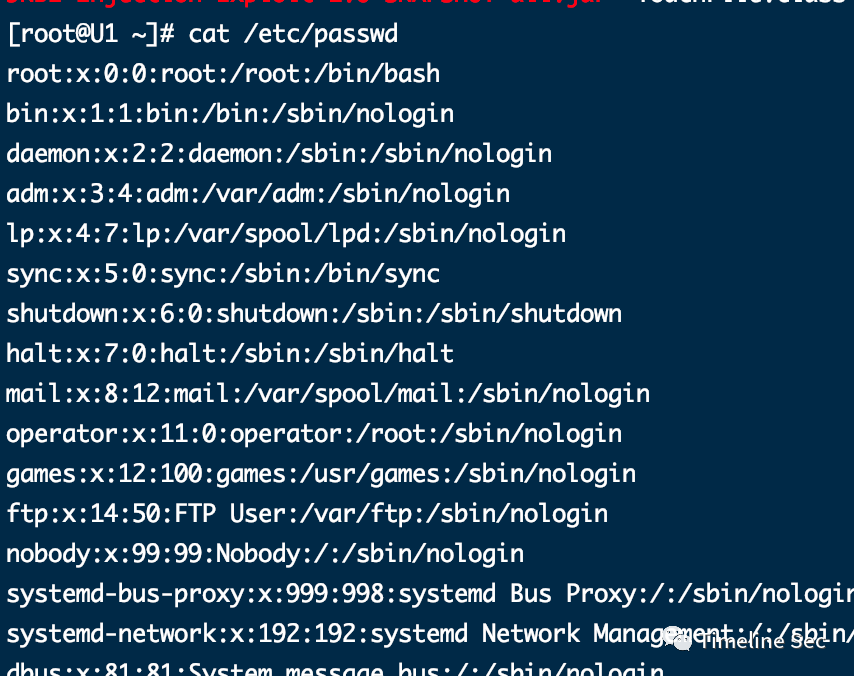 [root@U1 ~]# cat /etc/passwd
root:x:0:0:root:/root:/bin/bash
bin:x:1:1:bin:/bin:/sbin/nologin
daemon:x:2:2:daemon:/sbin:/sbin/nologin
adm:x:3:4:adm:/var/adm:/sbin/nologin
lp:x:4:7:lp:/var/spool/lpd:/sbin/nologin
sync:x:5:0:sync:/sbin:/bin/sync
shutdown:x:6:0:shutdown:/sbin:/sbin/shutdown
halt:x:7:0:halt:/sbin:/sbin/halt
mail:x:8:12:mail:/var/spool/mail:/sbin/nologin
operator:x:11:0:operator:/root:/sbin/nologin
games:x:12:100:games:/usr/games:/sbin/nologin
ftp:x:14:50:FTP User:/var/ftp:/sbin/nologin
nobody:x:99:99:Nobody:/:/sbin/nologin
systemd-bus-proxy:x:999:998:systemd Bus Proxy:/:/sbin/nologin
systemd-network:x:192:192:systemd Network Management:/:/sbin/
dbus:x:81:81:System message bus:/:/sbin/nologin
Timeline Sec